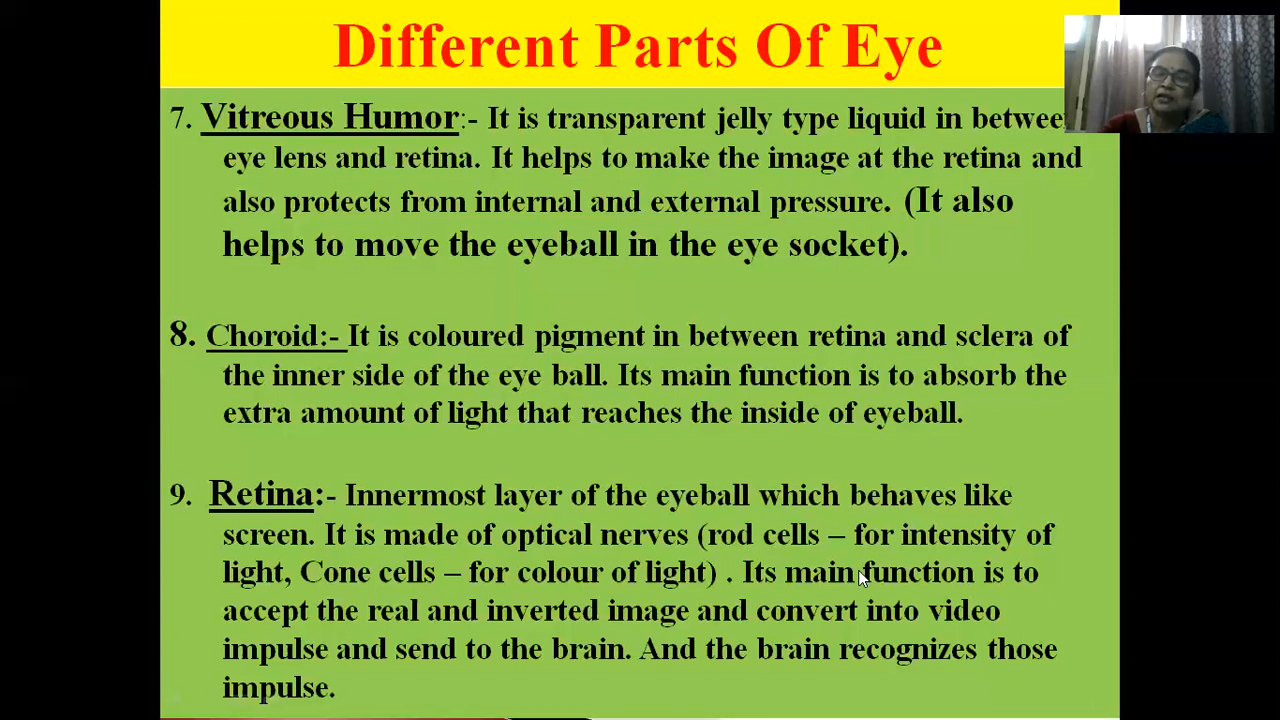 Different Parts Of Eye
7. Vitreous Humor:- It is transparent jelly type liquid in between
eye lens and retina. It helps to make the image at the retina and
also protects from internal and external pressure. (It also
helps to move the eyeball in the eye socket).
8. Choroid:- It is coloured pigment in between retina and sclera of
the inner side of the eye ball. Its main function is to absorb the
extra amount of light that reaches the inside of eyeball.
9. Retina:- Innermost layer of the eyeball which behaves like
screen. It is made of optical nerves (rod cells – for intensity of
light, Cone cells – for colour of light) . Its main function is to
accept the real and inverted image and convert into video
impulse and send to the brain. And the brain recognizes those
impulse.